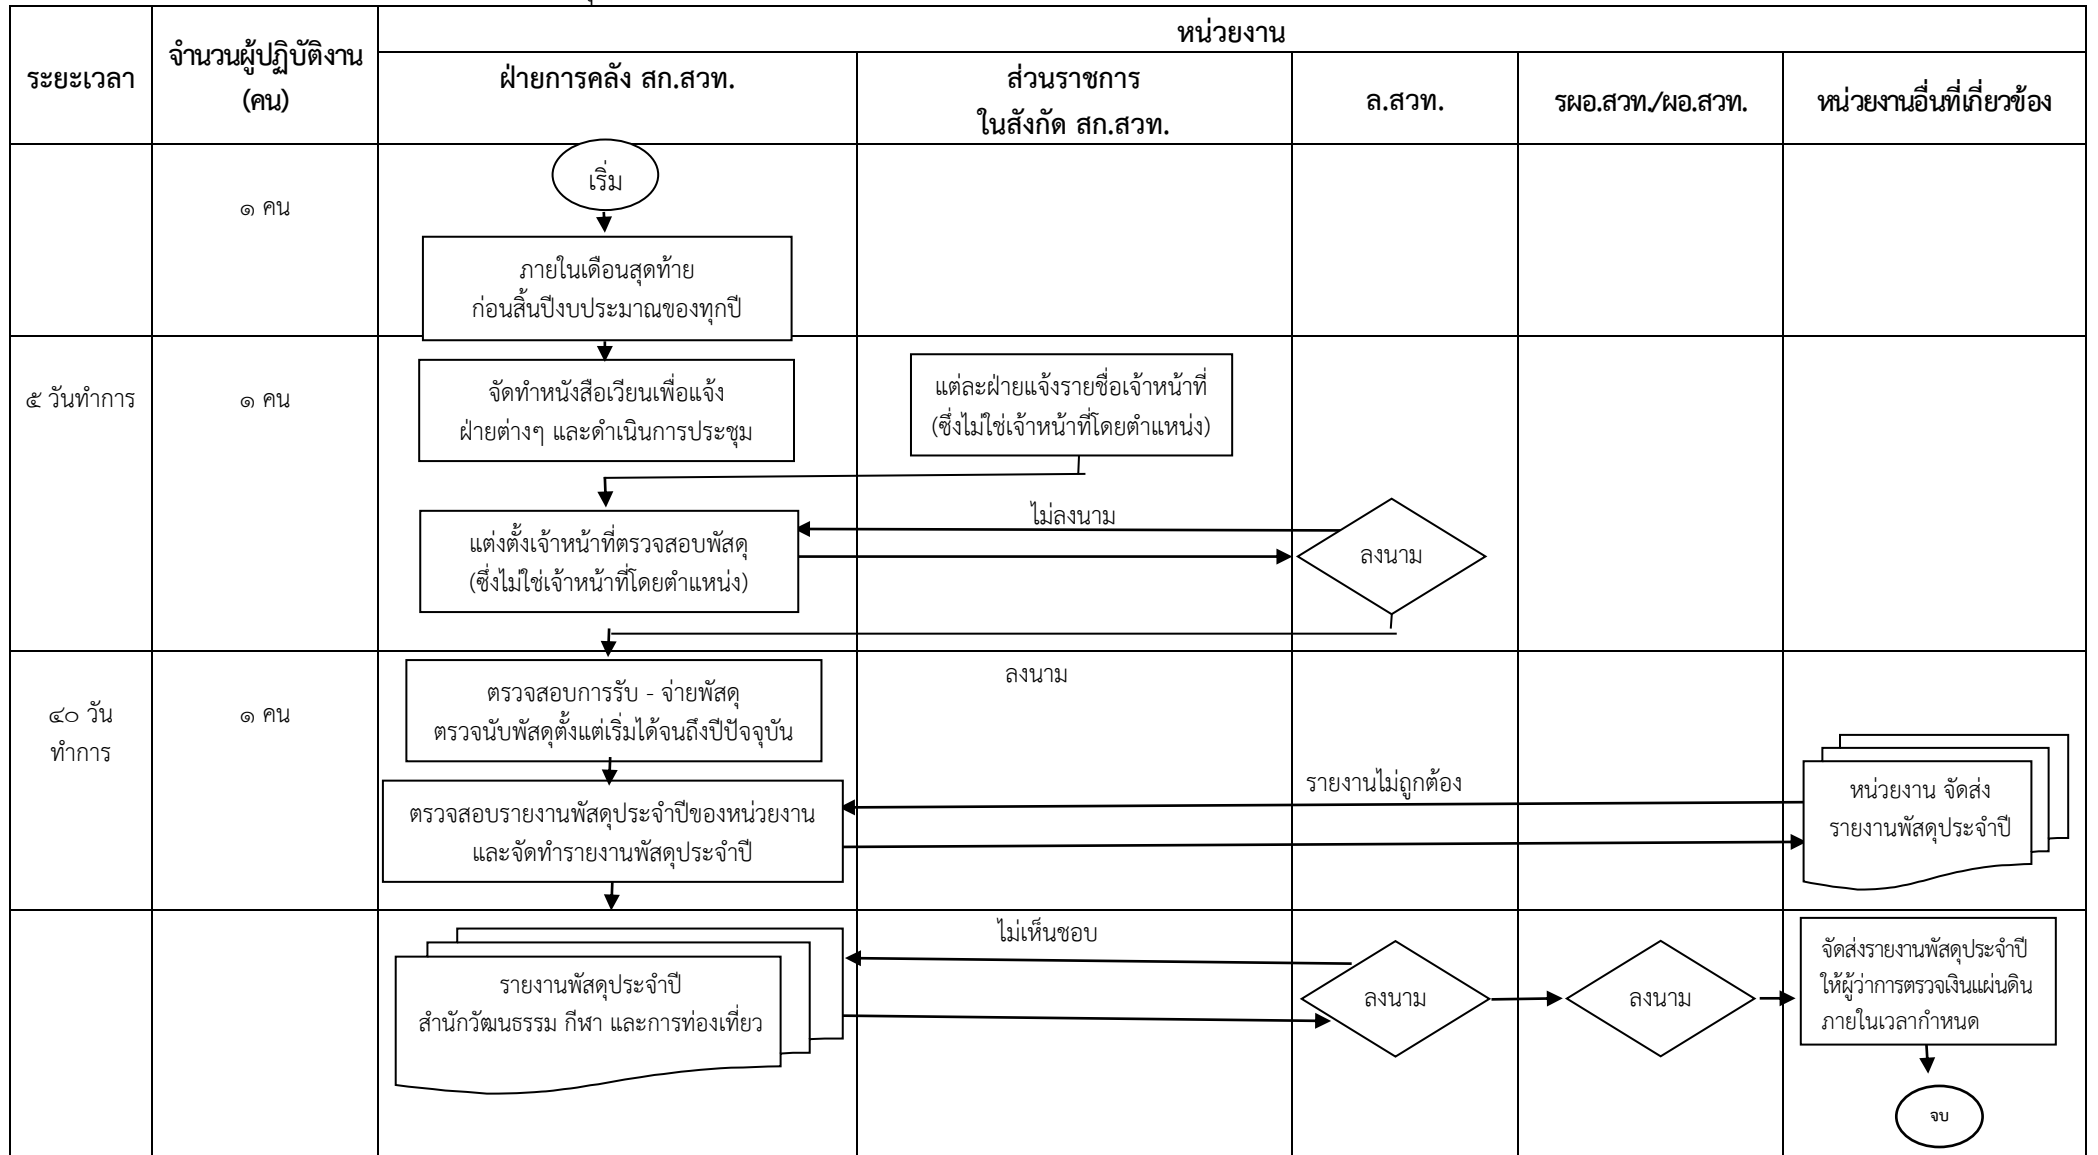 หน่วยงาน
ระยะเวลา
จำนวนผู้ปฏิบัติงาน
(คน)
ฝ่ายการคลัง สก.สวท.
ส่วนราชการ
ในสังกัด สก.สวท.
ล.สวท.
รผอ.สวท./ผอ.สวท.
หน่วยงานอื่นที่เกี่ยวข้อง
เริ่ม
๑ คน
ภายในเดือนสุดท้าย
ก่อนสิ้นปีงบประมาณของทุกปี
๕ วันทำการ
๑ คน
จัดทำหนังสือเวียนเพื่อแจ้ง
ฝ่ายต่างๆ และดำเนินการประชุม
แต่ละฝ่ายแจ้งรายชื่อเจ้าหน้าที่
(ซึ่งไม่ใช่เจ้าหน้าที่โดยตำแหน่ง)
ไม่ลงนาม
แต่งตั้งเจ้าหน้าที่ตรวจสอบพัสดุ
(ซึ่งไม่ใช่เจ้าหน้าที่โดยตำแหน่ง)
ลงนาม
ลงนาม
๔๐ วัน
ทำการ
๑ คน
ตรวจสอบการรับ - จ่ายพัสดุ
ตรวจนับพัสดุตั้งแต่เริ่มได้จนถึงปีปัจจุบัน
รายงานไม่ถูกต้อง
ตรวจสอบรายงานพัสดุประจำปีของหน่วยงาน
และจัดทำรายงานพัสดุประจำปี
หน่วยงาน จัดส่ง
รายงานพัสดุประจำปี
ไม่เห็นชอบ
รายงานพัสดุประจำปี
สำนักวัฒนธรรม กีฬา และการท่องเที่ยว
ลงนาม
ลงนาม
จัดส่งรายงานพัสดุประจำปี
ให้ผู้ว่าการตรวจเงินแผ่นดิน
ภายในเวลากำหนด
จบ